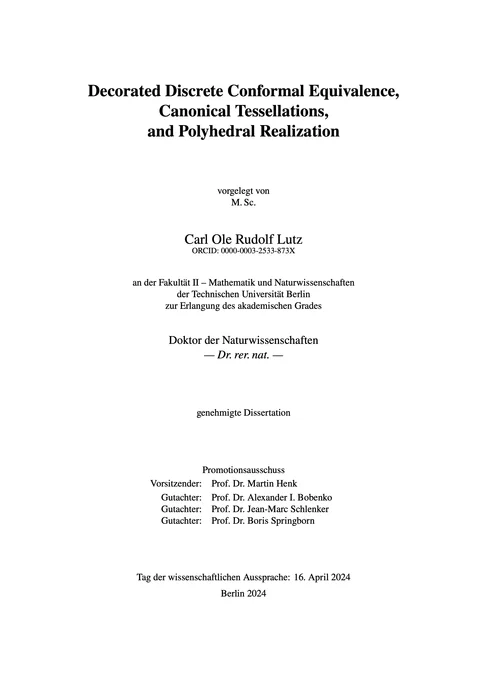 Decorated Discrete Conformal Equivalence,
Canonical Tessellations,
and Polyhedral Realization
vorgelegt von
M. Sc.
Carl Ole Rudolf Lutz
ORCID: 0000-0003-2533-873X
an der Fakultät II – Mathematik und Naturwissenschaften
der Technischen Universität Berlin
zur Erlangung des akademischen Grades
Doktor der Naturwissenschaften
— Dr. rer. nat. —
genehmigte Dissertation
Promotionsausschuss
Vorsitzender: Prof. Dr. Martin Henk
Gutachter: Prof. Dr. Alexander I. Bobenko
Gutachter: Prof. Dr. Jean-Marc Schlenker
Gutachter: Prof. Dr. Boris Springborn
Tag der wissenschaftlichen Aussprache: 16. April 2024
Berlin 2024